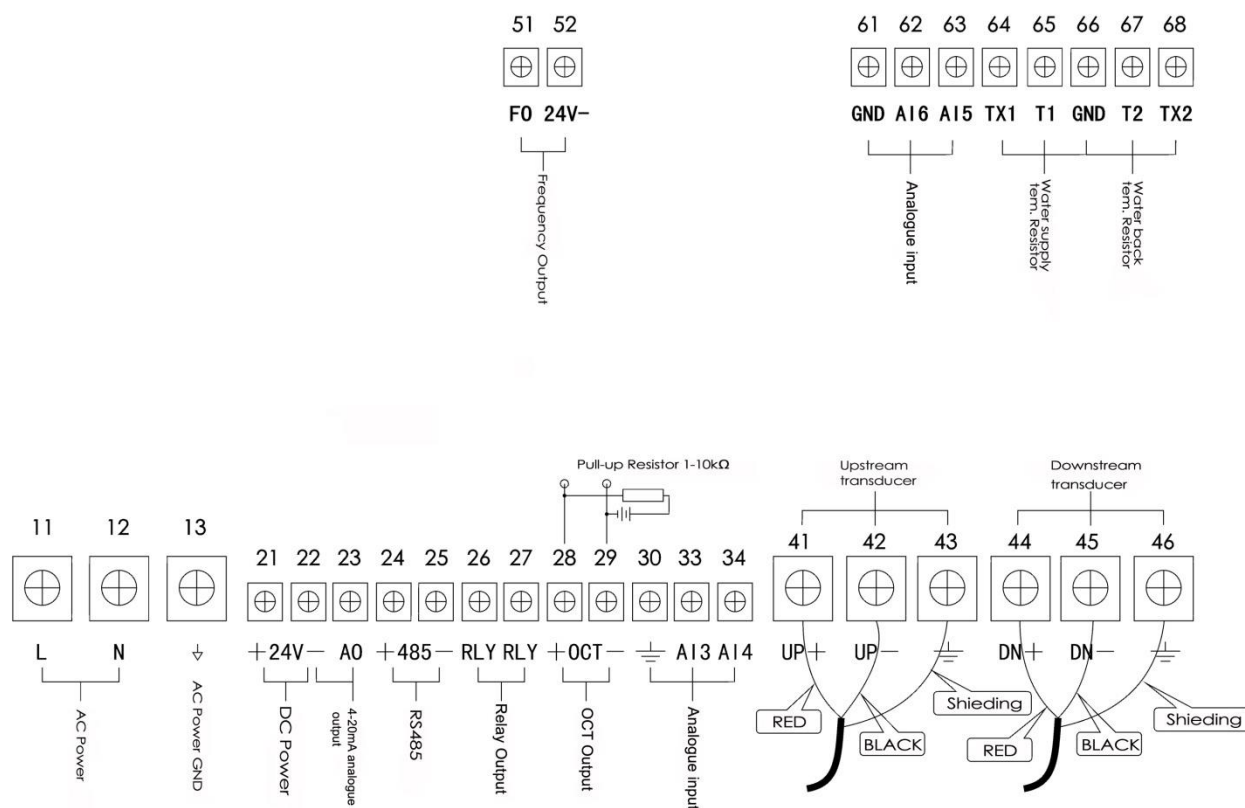 51 52
FO 24V-
Frequency Output
61 62 63 64 65 66 67 68
GND AI6 AI5 TX1 T1 GND T2 TX2
Analogue input
Water supply
tem. Resistor
Water back
tem. Resistor
Pull-up Resistor 1-10kΩ
Upstream
transducer
Downstream
transducer
11 12 13
21 22 23 24 25 26 27 28 29 30 33 34
41 42 43 44 45 46
L N
+24V- AO +485- RLY RLY +OCT- AI3 AI4
UP+ UP- DN+ DN-
AC Power
AC Power GND
DC Power
4-20mA analogue
output
RS485
Relay Output
OCT Output
Analogue input
RED
BLACK
Shieding
RED
BLACK
Shieding